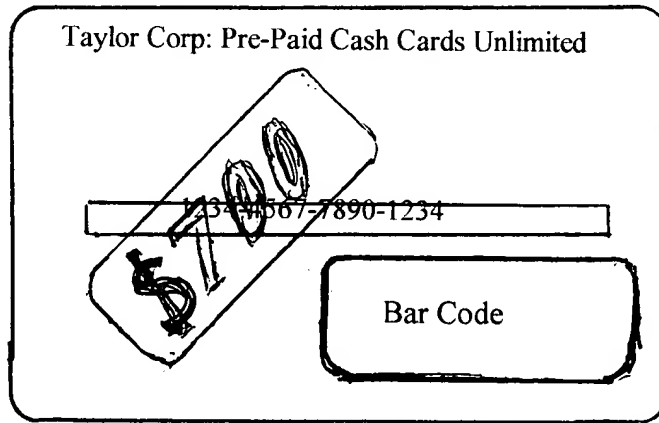 Taylor Corp: Pre-Paid Cash Cards Unlimited
$700
1234-4567-7890-1234
Bar Code